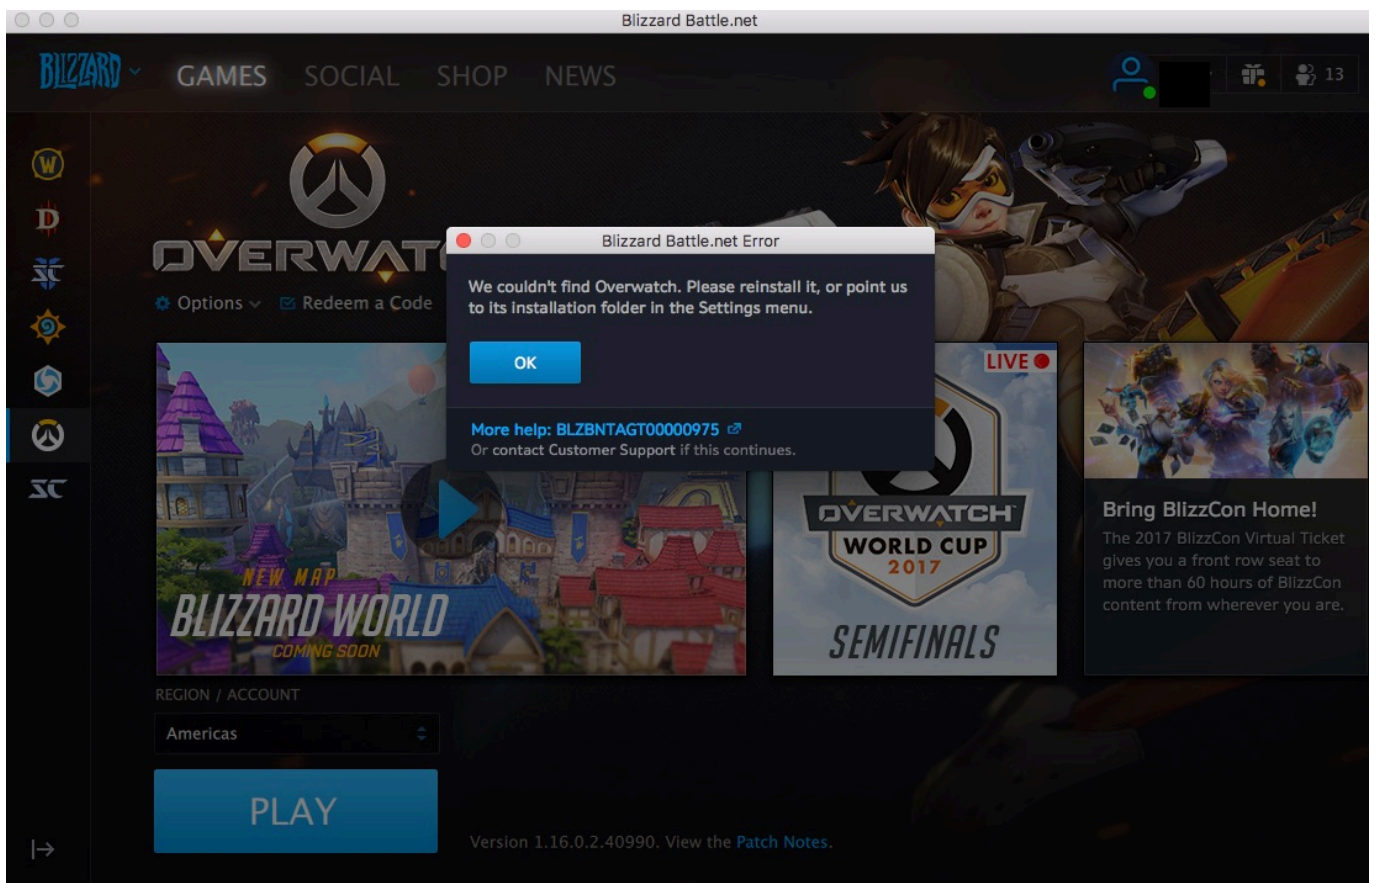 Blizzard Battle.net
BLIZZARD
GAMES SOCIAL SHOP NEWS
13
OVERWATC
Options
Redeem a Code
Blizzard Battle.net Error
We couldn't find Overwatch. Please reinstall it, or point us
to its installation folder in the Settings menu.
OK
More help: BLZBNTAGT00000975
Or contact Customer Support if this continues.
NEW MAP
BLIZZARD WORLD
COMING SOON
LIVE
OVERWATCH
WORLD CUP
2017
SEMIFINALS
Bring BlizzCon Home!
The 2017 BlizzCon Virtual Ticket
gives you a front row seat to
more than 60 hours of BlizzCon
content from wherever you are.
REGION / ACCOUNT
Americas
PLAY
Version 1.16.0.2.40990. View the Patch Notes.
W
D
SC
SC